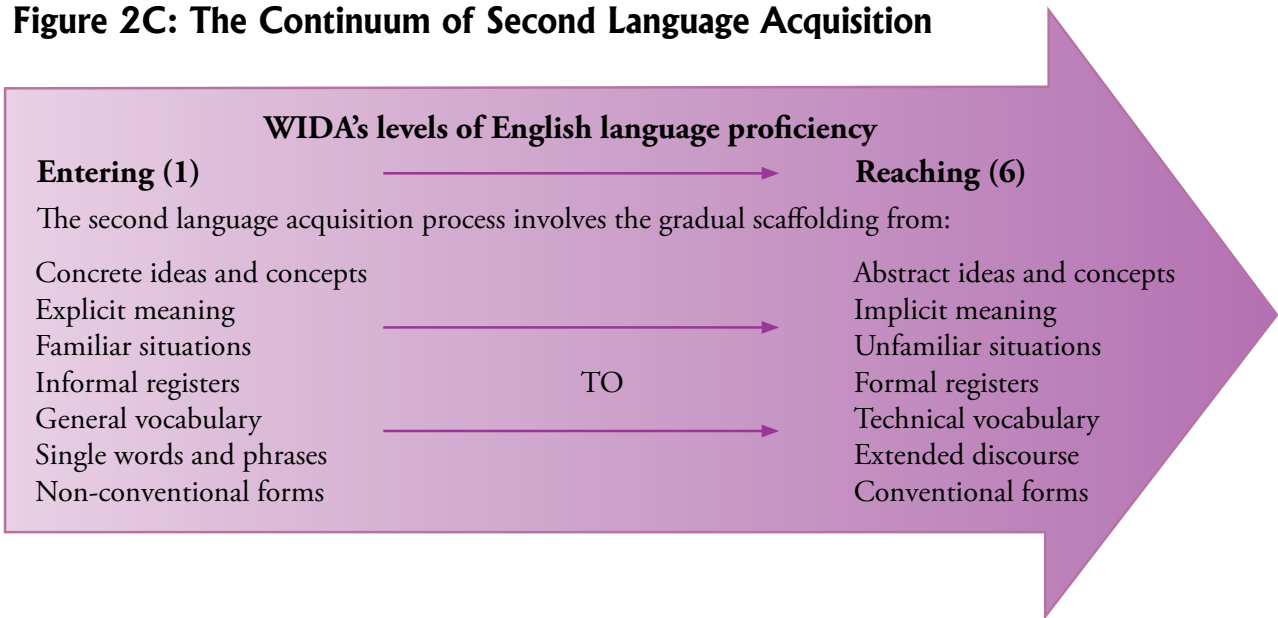 Figure 2C: The Continuum of Second Language Acquisition
WIDA’s levels of English language proficiency
Entering (1) Reaching (6)
The second language acquisition process involves the gradual scaffolding from:
Concrete ideas and concepts Abstract ideas and concepts
Explicit meaning Implicit meaning
Familiar situations Unfamiliar situations
Informal registers TO Formal registers
General vocabulary Technical vocabulary
Single words and phrases Extended discourse
Non-conventional forms Conventional forms